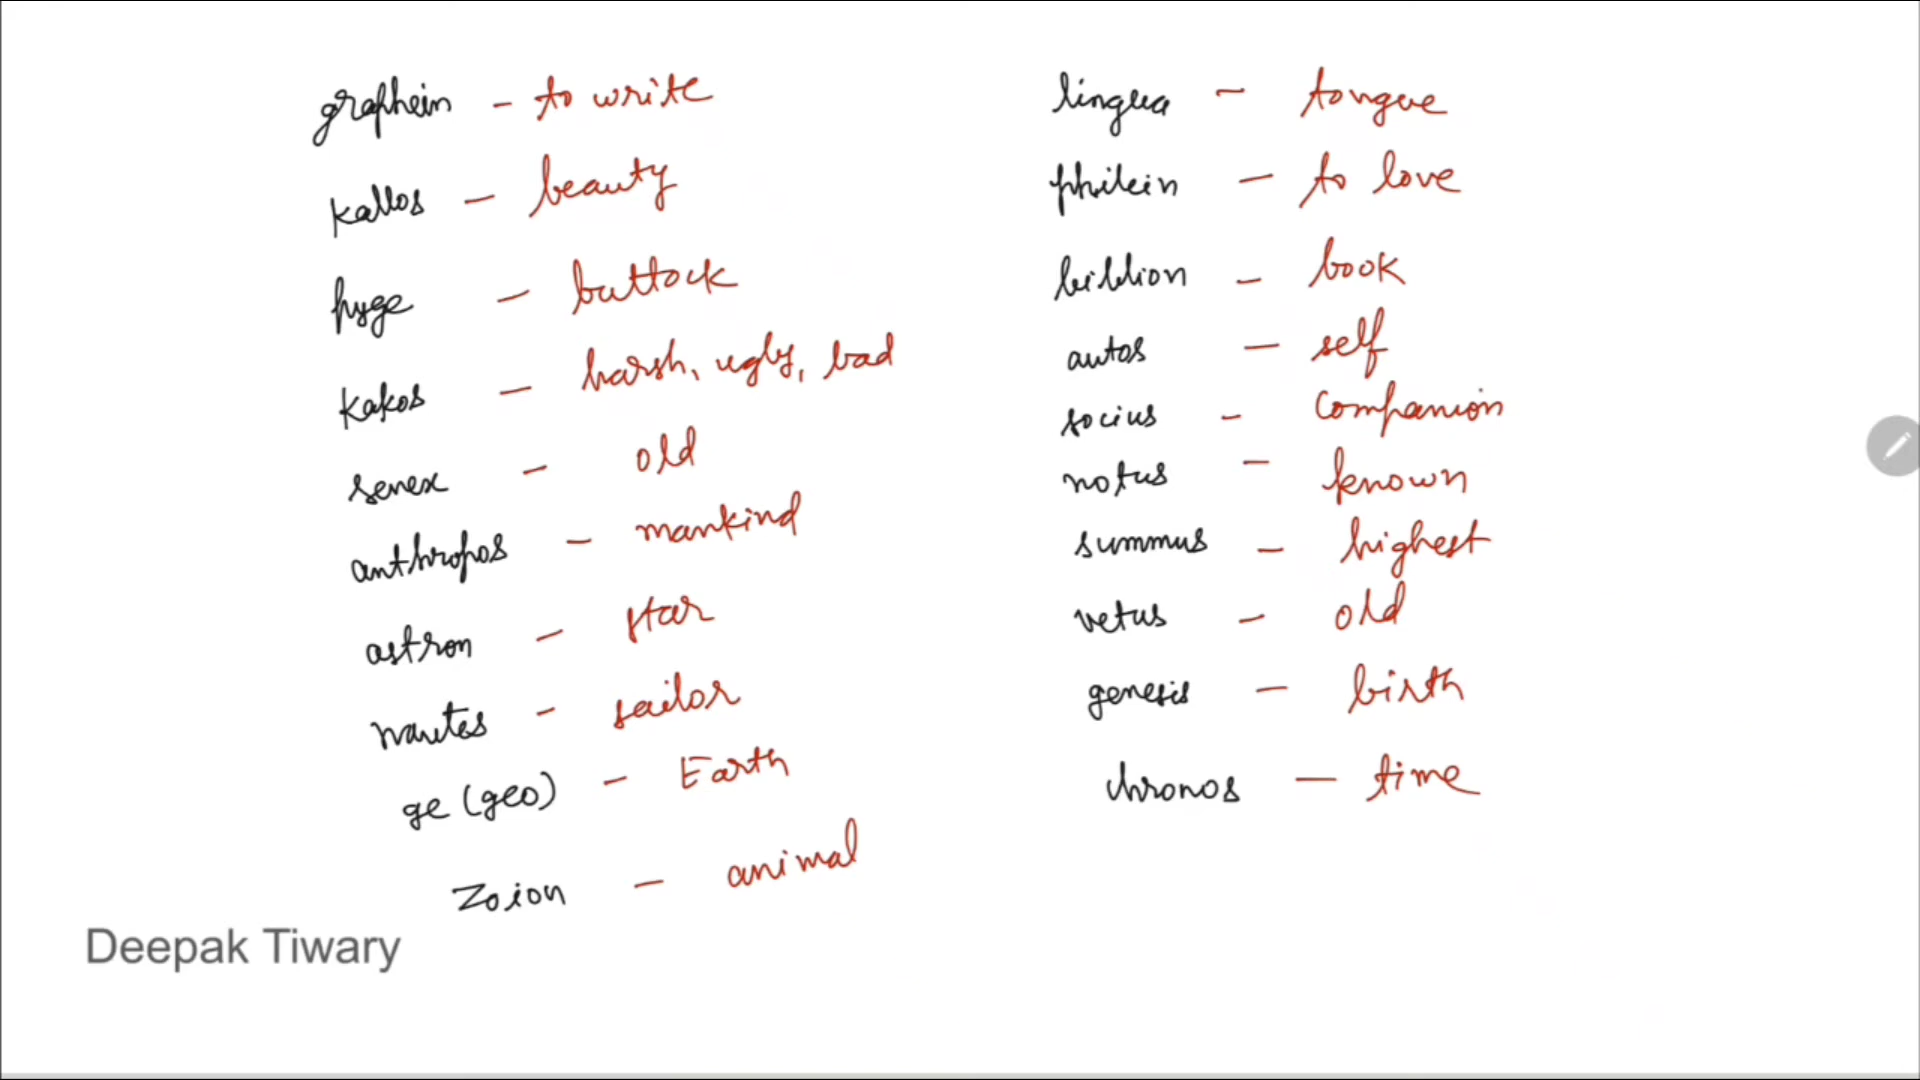 graphein - to write
kallos - beauty
pyge - buttock
kakos - harsh, ugly, bad
senex - old
anthropos - mankind
astron - star
nautes - sailor
ge (geo) - Earth
Zoion - animal
lingua - tongue
philein - to love
biblion - book
autos - self
socius - companion
notus - known
summus - highest
vetus - old
genesis - birth
chronos - time
Deepak Tiwary